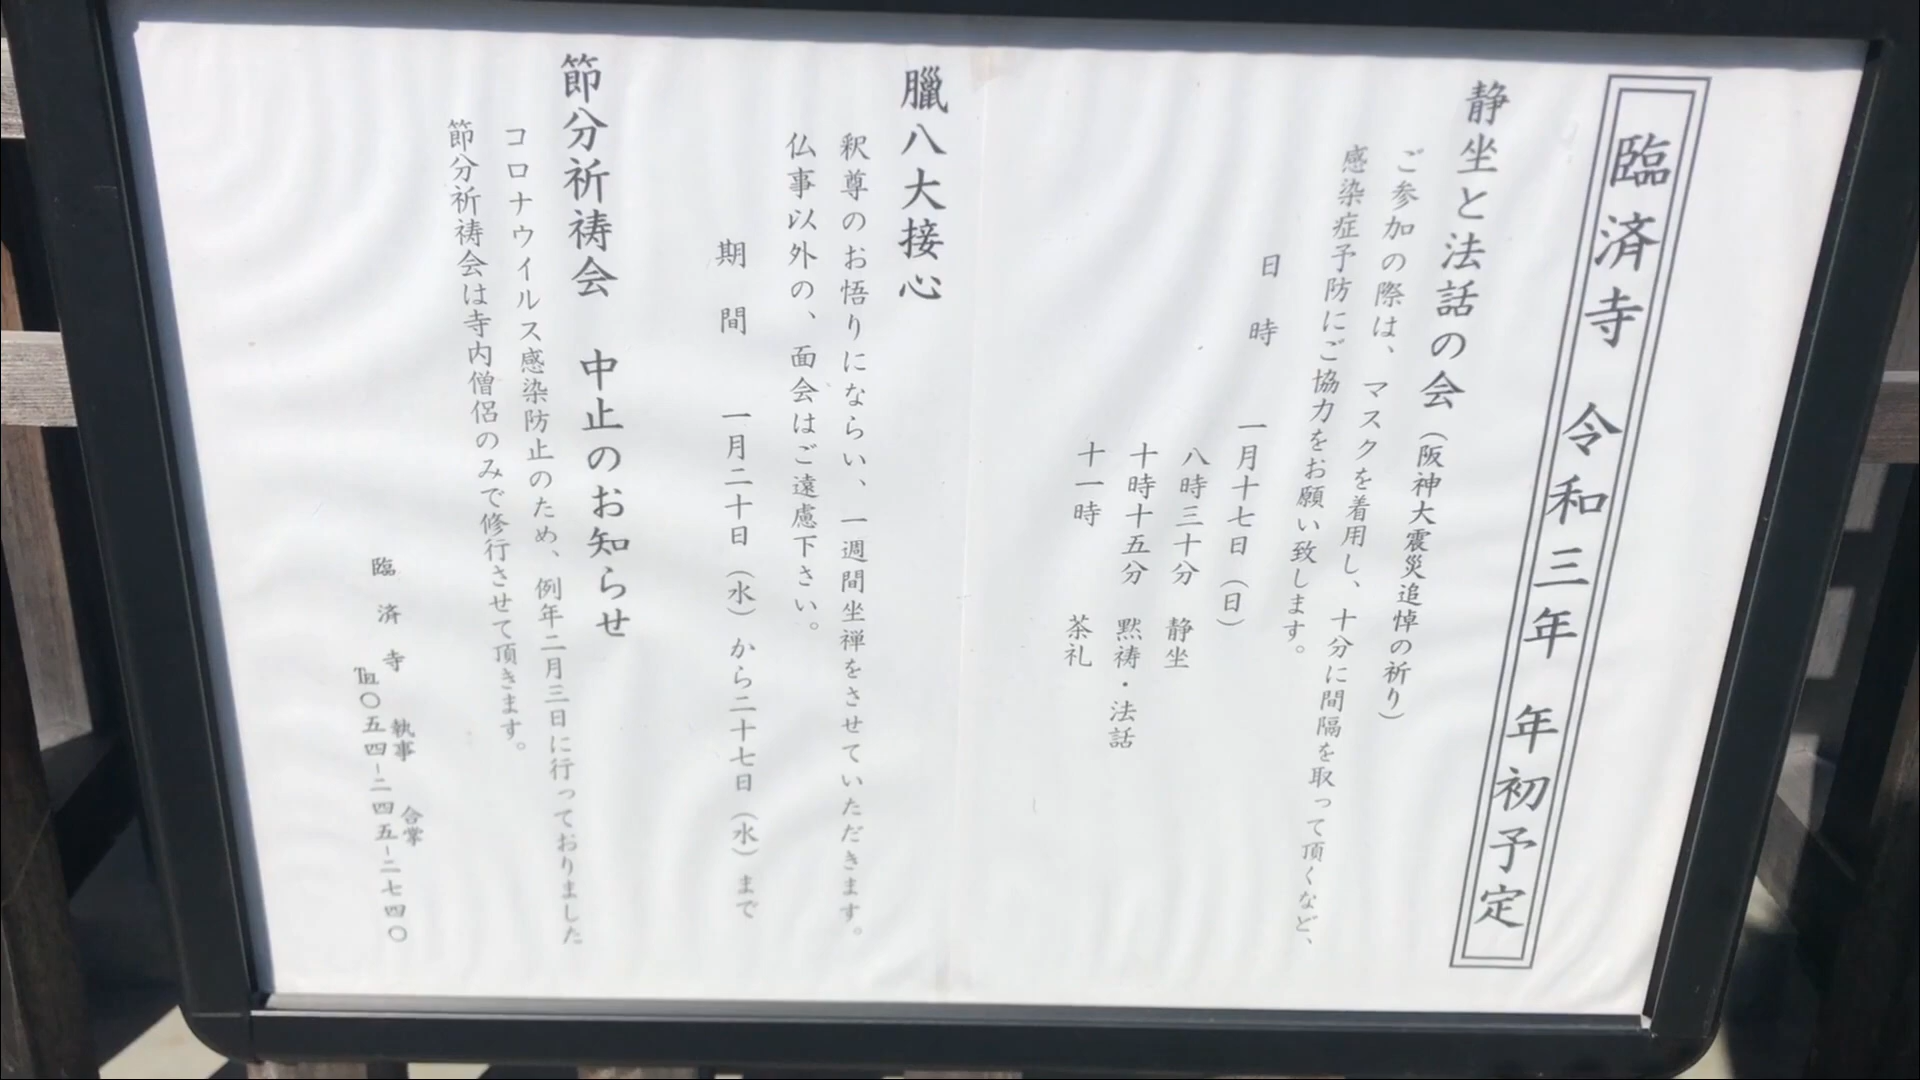 臨済寺 令和三年 年初予定
静坐と法話の会(阪神大震災追悼の祈り)
ご参加の際は、マスクを着用し、十分に間隔を取って頂くなど、
感染症予防にご協力をお願い致します。
日時 一月十七日(日)
八時三十分 静坐
十時十五分 黙祷・法話
十一時 茶礼
臘八大接心
釈尊のお悟りにならい、一週間坐禅をさせていただきます。
仏事以外の、面会はご遠慮下さい。
期間 一月二十日(水)から二十七日(水)まで
節分祈祷会 中止のお知らせ
コロナウイルス感染防止のため、例年二月三日に行っておりました
節分祈祷会は寺内僧侶のみで修行させて頂きます。
臨済寺 執事 合掌
℡〇五四-二四五-二七四〇